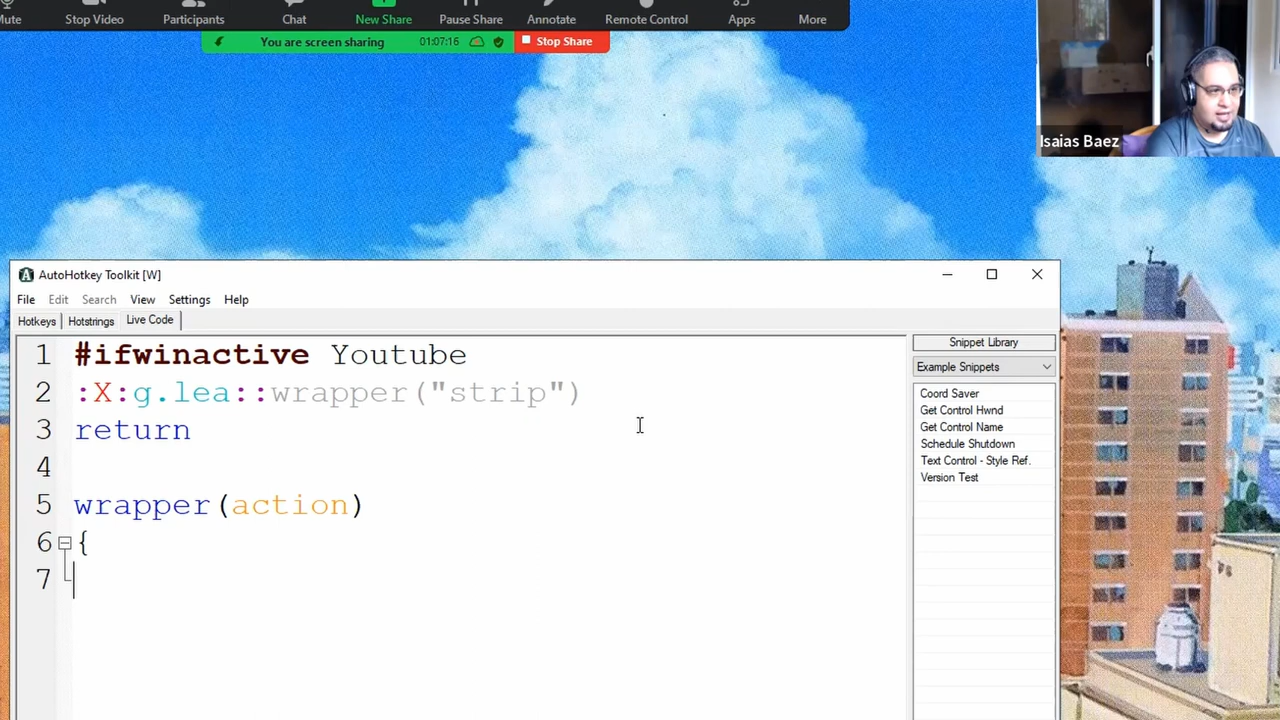 Mute Stop Video Participants Chat New Share Pause Share Annotate Remote Control Apps More
You are screen sharing 01:07:16 Stop Share
Isaias Baez
AutoHotkey Toolkit [W]
File Edit Search View Settings Help
Hotkeys Hotstrings Live Code
1 #ifwinactive Youtube
2 :X:g.lea::wrapper("strip")
3 return
4
5 wrapper(action)
6 {
7
Snippet Library
Example Snippets
Coord Saver
Get Control Hwnd
Get Control Name
Schedule Shutdown
Text Control - Style Ref.
Version Test